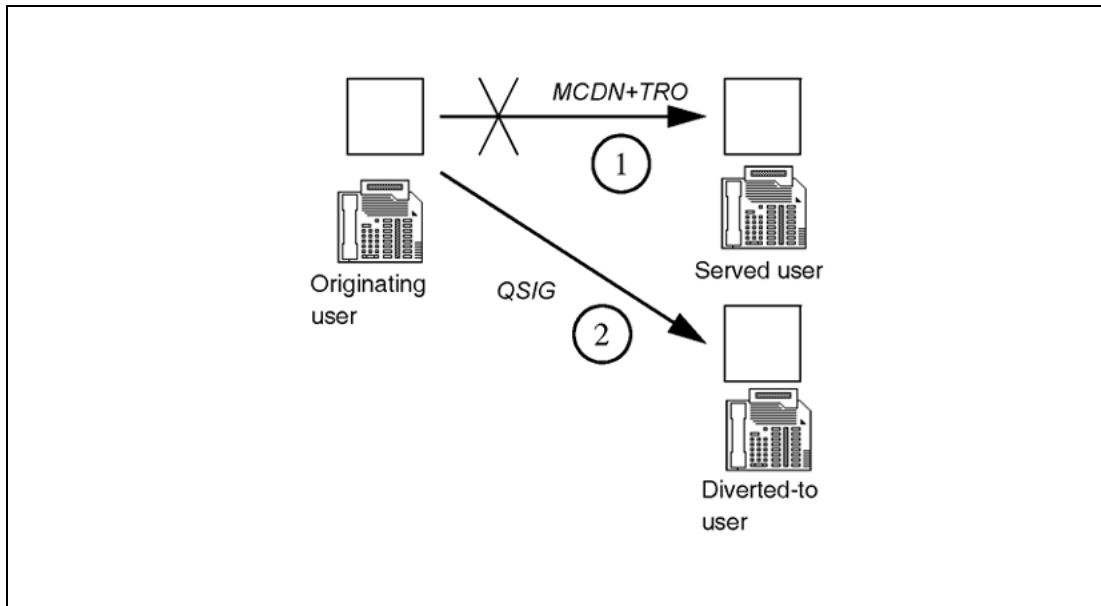 MCDN+TRO
1
Originating
user
Served user
QSIG
2
Diverted-to
user